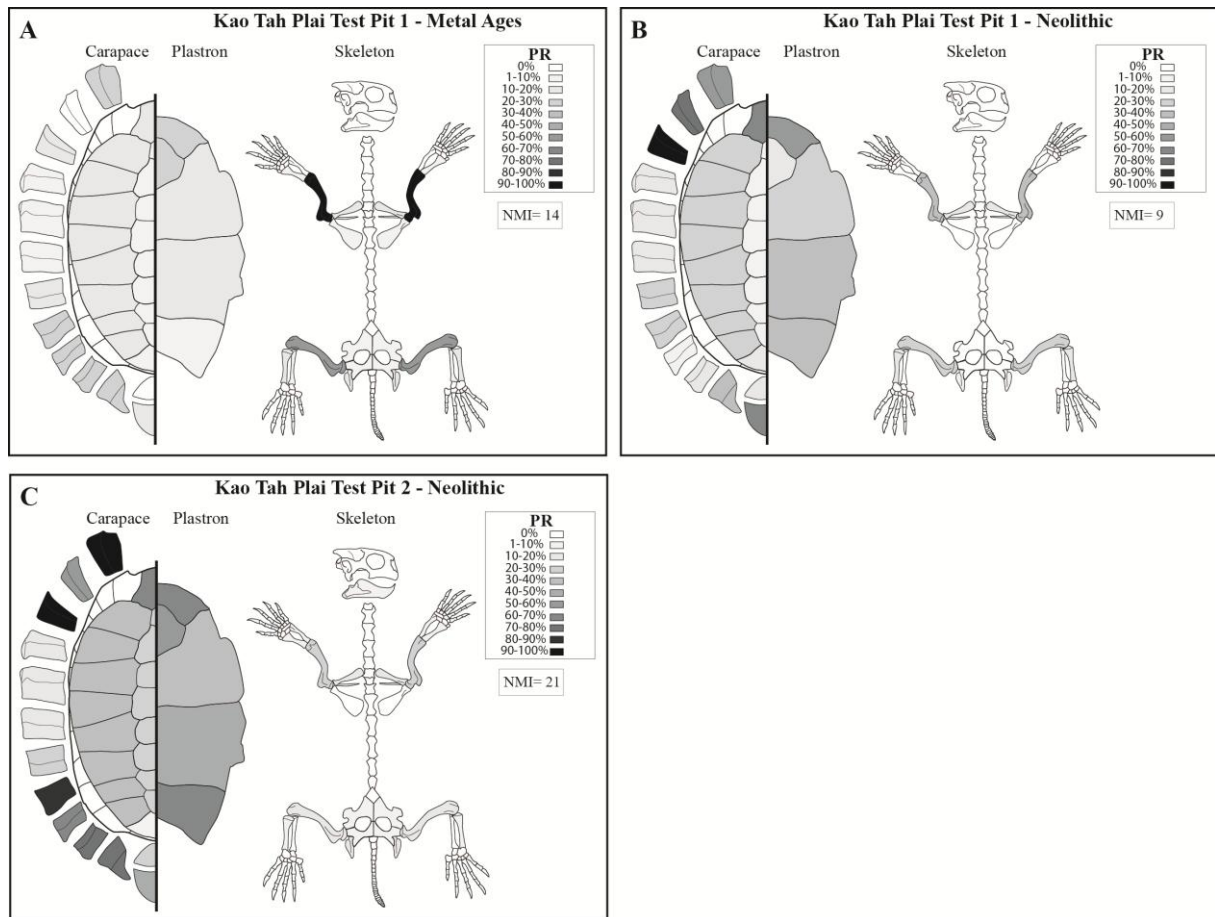 A
Kao Tah Plai Test Pit 1 - Metal Ages
Carapace Plastron Skeleton
PR
0%
1-10%
10-20%
20-30%
30-40%
40-50%
50-60%
60-70%
70-80%
80-90%
90-100%
NMI= 14
B
Kao Tah Plai Test Pit 1 - Neolithic
Carapace Plastron Skeleton
PR
0%
1-10%
10-20%
20-30%
30-40%
40-50%
50-60%
60-70%
70-80%
80-90%
90-100%
NMI= 9
C
Kao Tah Plai Test Pit 2 - Neolithic
Carapace Plastron Skeleton
PR
0%
1-10%
10-20%
20-30%
30-40%
40-50%
50-60%
60-70%
70-80%
80-90%
90-100%
NMI= 21